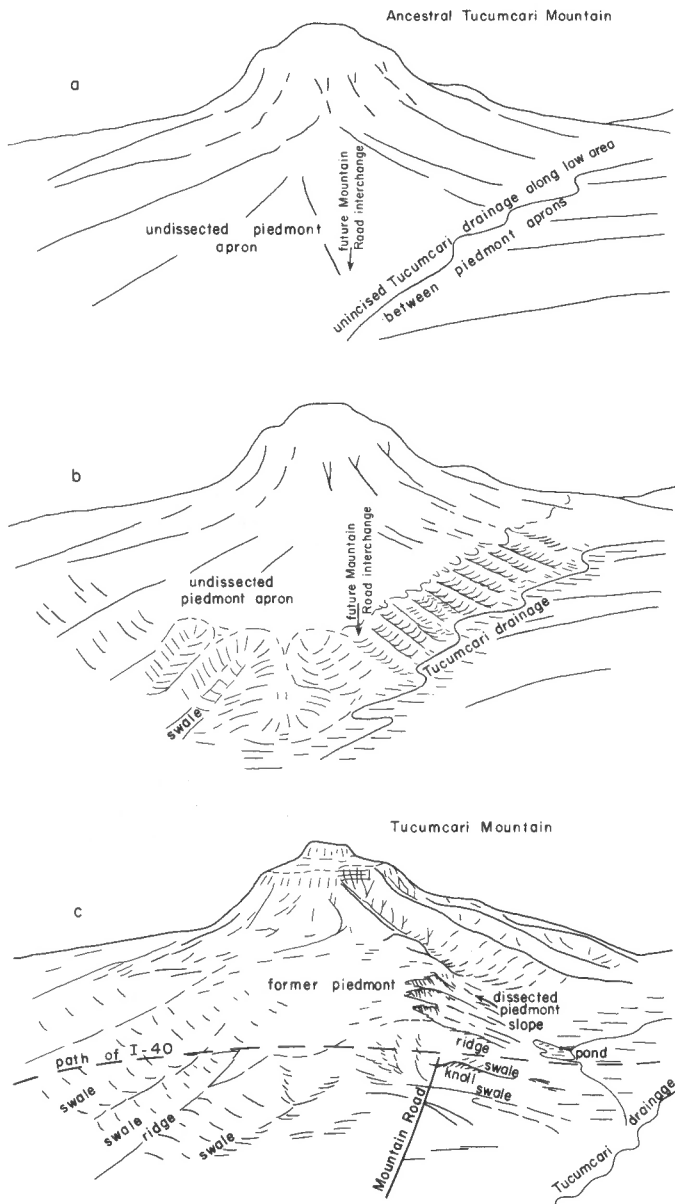 Ancestral Tucumcari Mountain
a
undissected piedmont
apron
future Mountain
Road interchange
unincised Tucumcari drainage along low area
between piedmont aprons
b
undissected
piedmont apron
future Mountain
Road interchange
Tucumcari drainage
swale
Tucumcari Mountain
c
former piedmont
dissected
piedmont
slope
ridge
pond
path of I-40
swale
knoll
swale
swale
swale
ridge
swale
Mountain Road
Tucumcari drainage